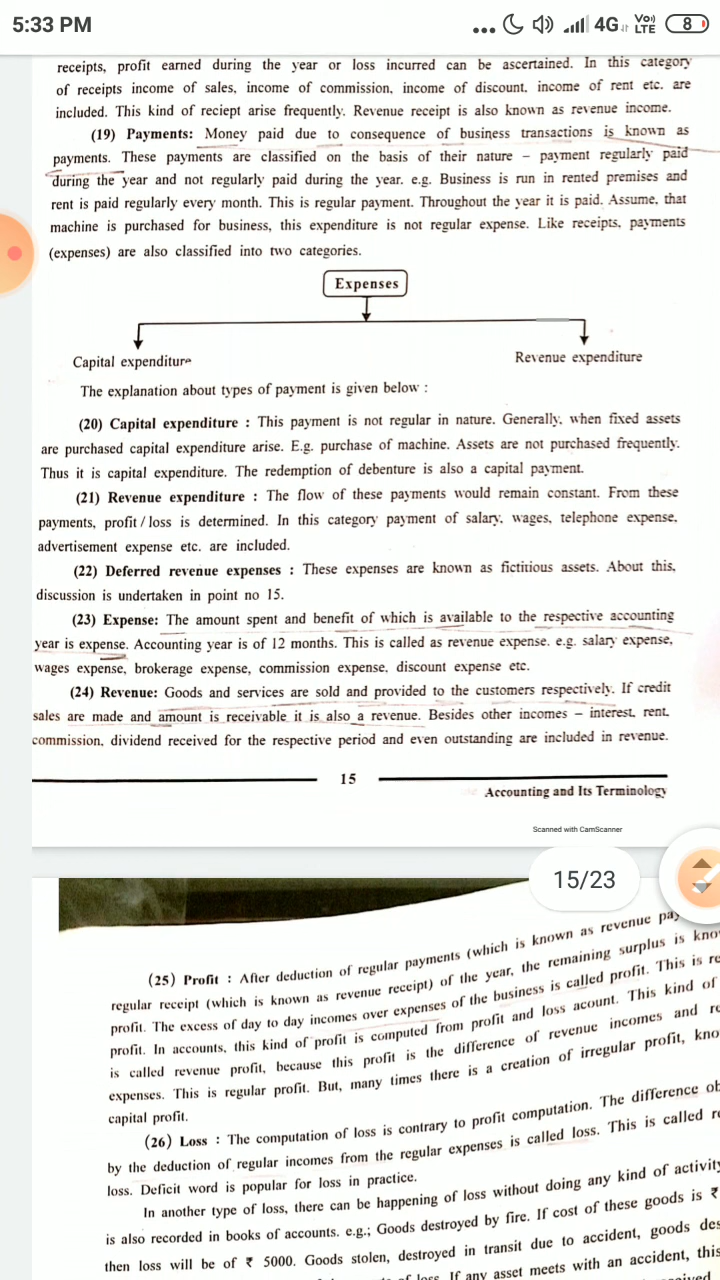 5:33 PM
... 4G Vo) LTE 8
receipts, profit earned during the year or loss incurred can be ascertained. In this category
of receipts income of sales, income of commission, income of discount, income of rent etc. are
included. This kind of reciept arise frequently. Revenue receipt is also known as revenue income.
(19) Payments: Money paid due to consequence of business transactions is known as
payments. These payments are classified on the basis of their nature – payment regularly paid
during the year and not regularly paid during the year. e.g. Business is run in rented premises and
rent is paid regularly every month. This is regular payment. Throughout the year it is paid. Assume, that
machine is purchased for business, this expenditure is not regular expense. Like receipts, payments
(expenses) are also classified into two categories.
Expenses
Capital expenditure
Revenue expenditure
The explanation about types of payment is given below :
(20) Capital expenditure : This payment is not regular in nature. Generally, when fixed assets
are purchased capital expenditure arise. E.g. purchase of machine. Assets are not purchased frequently.
Thus it is capital expenditure. The redemption of debenture is also a capital payment.
(21) Revenue expenditure : The flow of these payments would remain constant. From these
payments, profit / loss is determined. In this category payment of salary, wages, telephone expense,
advertisement expense etc. are included.
(22) Deferred revenue expenses : These expenses are known as fictitious assets. About this,
discussion is undertaken in point no 15.
(23) Expense: The amount spent and benefit of which is available to the respective accounting
year is expense. Accounting year is of 12 months. This is called as revenue expense. e.g. salary expense,
wages expense, brokerage expense, commission expense, discount expense etc.
(24) Revenue: Goods and services are sold and provided to the customers respectively. If credit
sales are made and amount is receivable it is also a revenue. Besides other incomes – interest, rent,
commission, dividend received for the respective period and even outstanding are included in revenue.
15
Accounting and Its Terminology
Scanned with CamScanner
15/23
(25) Profit : After deduction of regular payments (which is known as revenue pay
regular receipt (which is known as revenue receipt) of the year, the remaining surplus is kno
profit. The excess of day to day incomes over expenses of the business is called profit. This is re
profit. In accounts, this kind of profit is computed from profit and loss acount. This kind of
is called revenue profit, because this profit is the difference of revenue incomes and re
expenses. This is regular profit. But, many times there is a creation of irregular profit, kno
capital profit.
(26) Loss : The computation of loss is contrary to profit computation. The difference ob
by the deduction of regular incomes from the regular expenses is called loss. This is called re
loss. Deficit word is popular for loss in practice.
In another type of loss, there can be happening of loss without doing any kind of activity
is also recorded in books of accounts. e.g.; Goods destroyed by fire. If cost of these goods is ₹
then loss will be of ₹ 5000. Goods stolen, destroyed in transit due to accident, goods des
of loss. If any asset meets with an accident, this